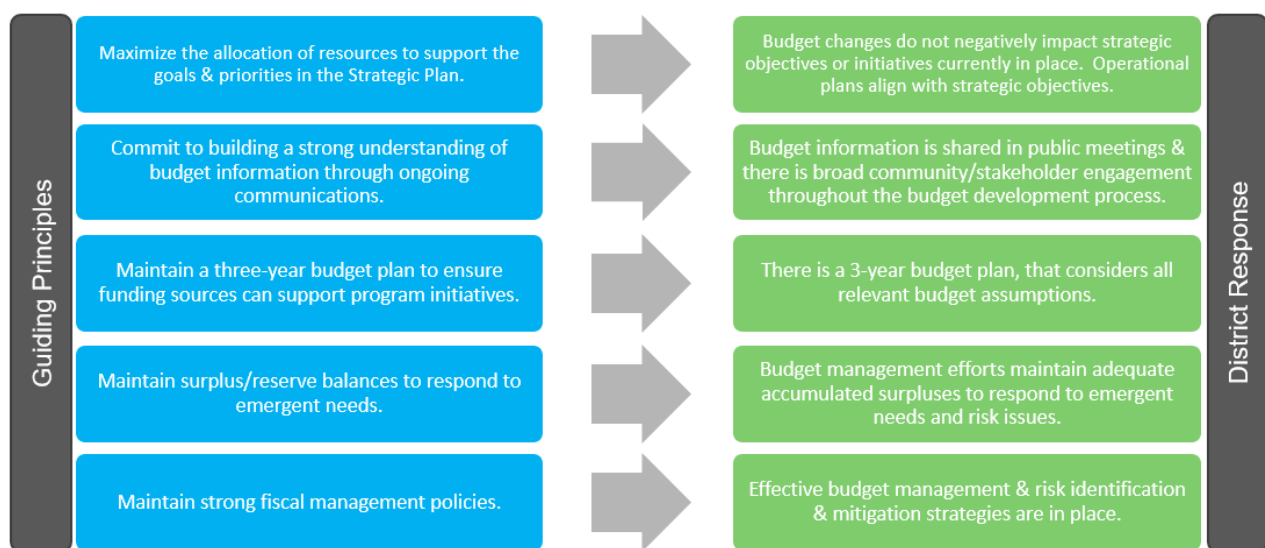 Guiding Principles
Maximize the allocation of resources to support the
goals & priorities in the Strategic Plan.
Budget changes do not negatively impact strategic
objectives or initiatives currently in place.  Operational
plans align with strategic objectives.
Commit to building a strong understanding of
budget information through ongoing
communications.
Budget information is shared in public meetings &
there is broad community/stakeholder engagement
throughout the budget development process.
Maintain a three-year budget plan to ensure
funding sources can support program initiatives.
There is a 3-year budget plan, that considers all
relevant budget assumptions.
Maintain surplus/reserve balances to respond to
emergent needs.
Budget management efforts maintain adequate
accumulated surpluses to respond to emergent
needs and risk issues.
Maintain strong fiscal management policies.
Effective budget management & risk identification
& mitigation strategies are in place.
District Response